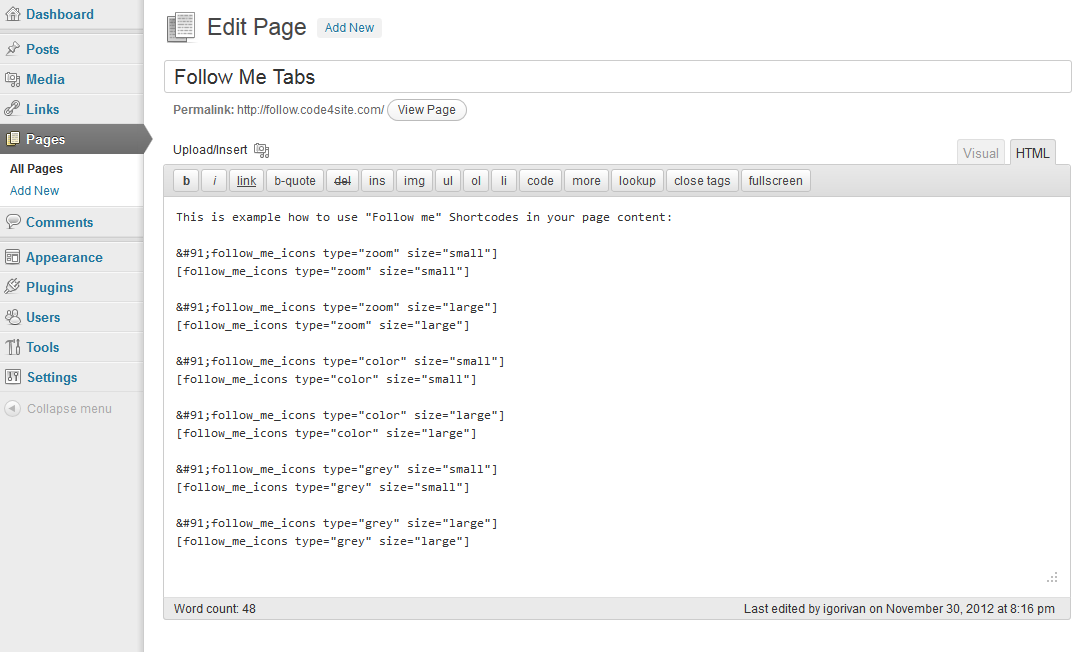 Dashboard
Posts
Media
Links
Pages
All Pages
Add New
Comments
Appearance
Plugins
Users
Tools
Settings
Collapse menu
Edit Page Add New
Follow Me Tabs
Permalink: http://follow.code4site.com/ View Page
Upload/Insert
Visual HTML
b i link b-quote del ins img ul ol li code more lookup close tags fullscreen
This is example how to use "Follow me" Shortcodes in your page content:
&#91;follow_me_icons type="zoom" size="small"]
[follow_me_icons type="zoom" size="small"]
&#91;follow_me_icons type="zoom" size="large"]
[follow_me_icons type="zoom" size="large"]
&#91;follow_me_icons type="color" size="small"]
[follow_me_icons type="color" size="small"]
&#91;follow_me_icons type="color" size="large"]
[follow_me_icons type="color" size="large"]
&#91;follow_me_icons type="grey" size="small"]
[follow_me_icons type="grey" size="small"]
&#91;follow_me_icons type="grey" size="large"]
[follow_me_icons type="grey" size="large"]
Word count: 48 Last edited by igorivan on November 30, 2012 at 8:16 pm